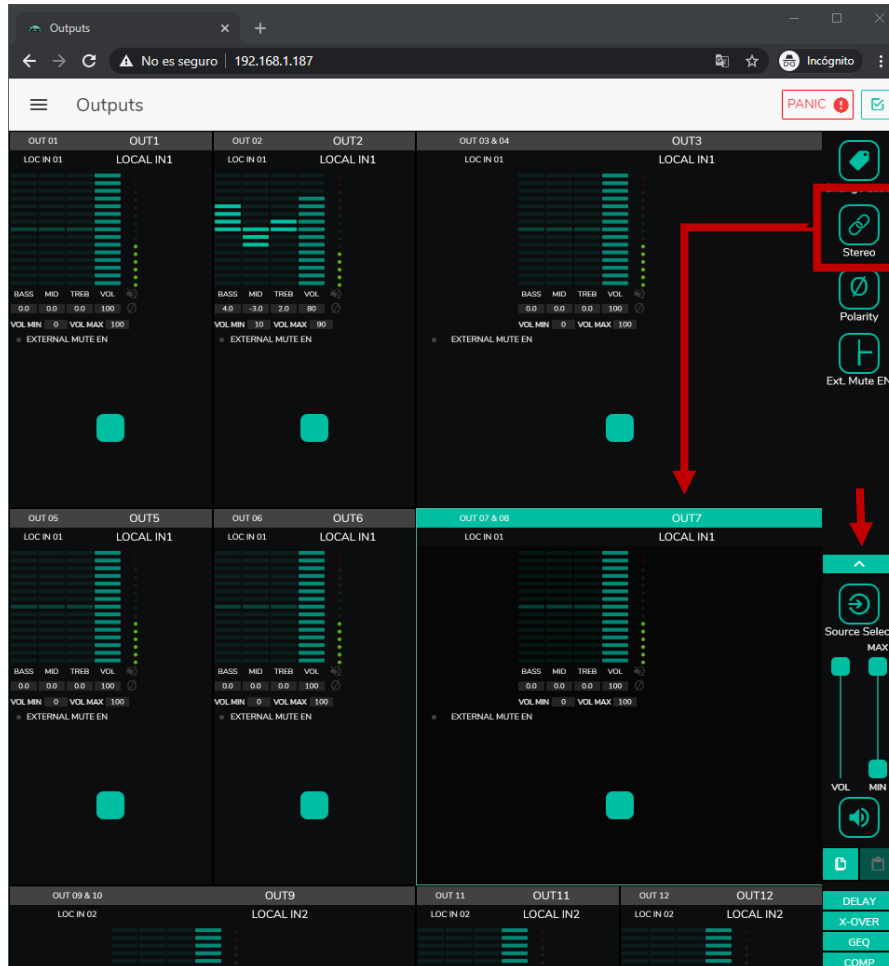 Outputs
No es seguro | 192.168.1.187
Incógnito
Outputs
PANIC
OUT 01 OUT1
LOC IN 01 LOCAL IN1
BASS MID TREB VOL
0.0 0.0 0.0 100
VOL MIN 0 VOL MAX 100
EXTERNAL MUTE EN
OUT 02 OUT2
LOC IN 01 LOCAL IN1
BASS MID TREB VOL
4.0 -3.0 2.0 80
VOL MIN 10 VOL MAX 90
EXTERNAL MUTE EN
OUT 03 & 04 OUT3
LOC IN 01 LOCAL IN1
BASS MID TREB VOL
0.0 0.0 0.0 100
VOL MIN 0 VOL MAX 100
EXTERNAL MUTE EN
Stereo
Polarity
Ext. Mute EN
OUT 05 OUT5
LOC IN 01 LOCAL IN1
BASS MID TREB VOL
0.0 0.0 0.0 100
VOL MIN 0 VOL MAX 100
EXTERNAL MUTE EN
OUT 06 OUT6
LOC IN 01 LOCAL IN1
BASS MID TREB VOL
0.0 0.0 0.0 100
VOL MIN 0 VOL MAX 100
EXTERNAL MUTE EN
OUT 07 & 08 OUT7
LOC IN 01 LOCAL IN1
BASS MID TREB VOL
0.0 0.0 0.0 100
VOL MIN 0 VOL MAX 100
EXTERNAL MUTE EN
Source Selec
MAX
VOL MIN
OUT 09 & 10 OUT9
LOC IN 02 LOCAL IN2
OUT 11 OUT11
LOC IN 02 LOCAL IN2
OUT 12 OUT12
LOC IN 02 LOCAL IN2
DELAY
X-OVER
GEQ
COMP